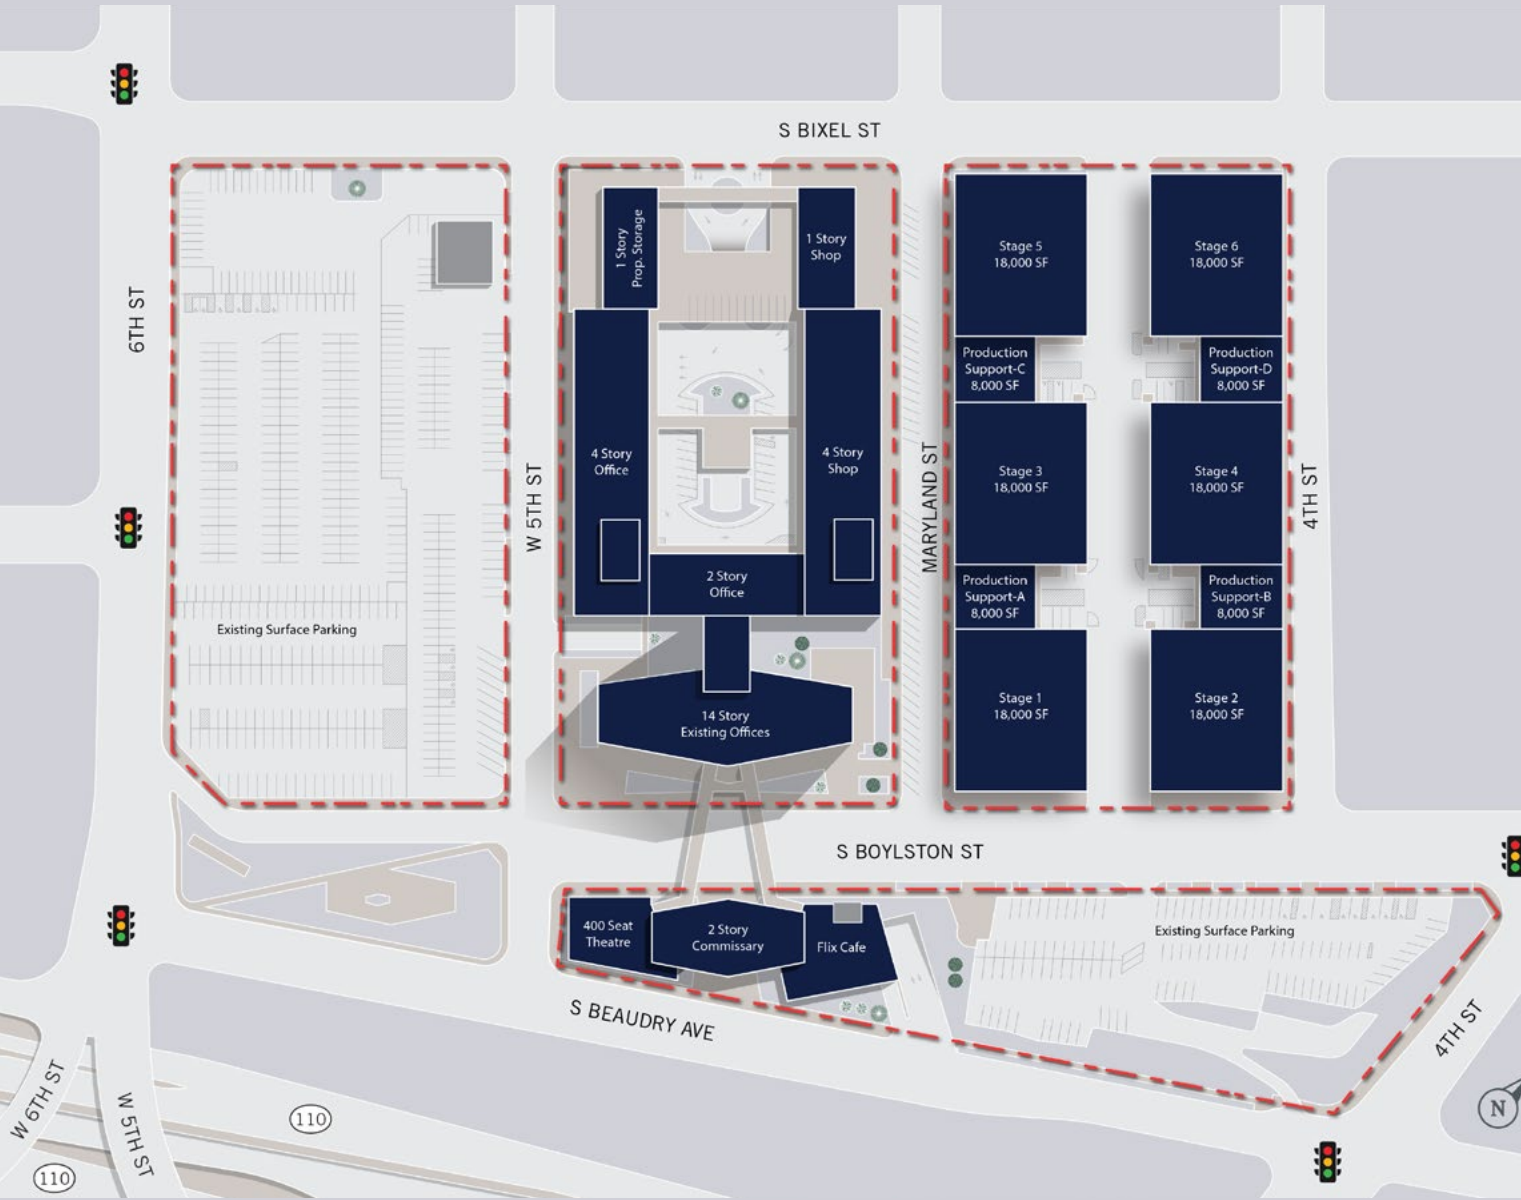 S BIXEL ST
6TH ST
1 Story
Prop. Storage
1 Story
Shop
4 Story
Office
4 Story
Shop
2 Story
Office
14 Story
Existing Offices
W 5TH ST
MARYLAND ST
4TH ST
Stage 5
18,000 SF
Stage 6
18,000 SF
Production
Support-C
8,000 SF
Production
Support-D
8,000 SF
Stage 3
18,000 SF
Stage 4
18,000 SF
Production
Support-A
8,000 SF
Production
Support-B
8,000 SF
Stage 1
18,000 SF
Stage 2
18,000 SF
Existing Surface Parking
S BOYLSTON ST
400 Seat
Theatre
2 Story
Commissary
Flix Cafe
Existing Surface Parking
S BEAUDRY AVE
4TH ST
W 6TH ST
W 5TH ST
110
110
N